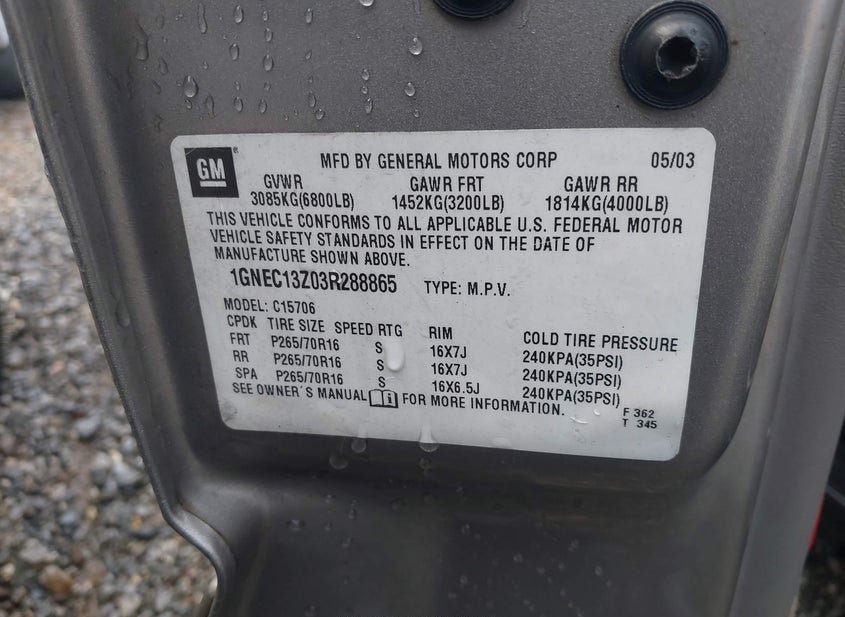 GM ®
MFD BY GENERAL MOTORS CORP 05/03
GVWR GAWR FRT GAWR RR
3085KG(6800LB) 1452KG(3200LB) 1814KG(4000LB)
THIS VEHICLE CONFORMS TO ALL APPLICABLE U.S. FEDERAL MOTOR
VEHICLE SAFETY STANDARDS IN EFFECT ON THE DATE OF
MANUFACTURE SHOWN ABOVE.
1GNEC13Z03R288865 TYPE: M.P.V.
MODEL: C15706
CPDK TIRE SIZE SPEED RTG RIM COLD TIRE PRESSURE
FRT P265/70R16 S 16X7J 240KPA(35PSI)
RR P265/70R16 S 16X7J 240KPA(35PSI)
SPA P265/70R16 S 16X6.5J 240KPA(35PSI)
SEE OWNER'S MANUAL FOR MORE INFORMATION.
F 362
T 345